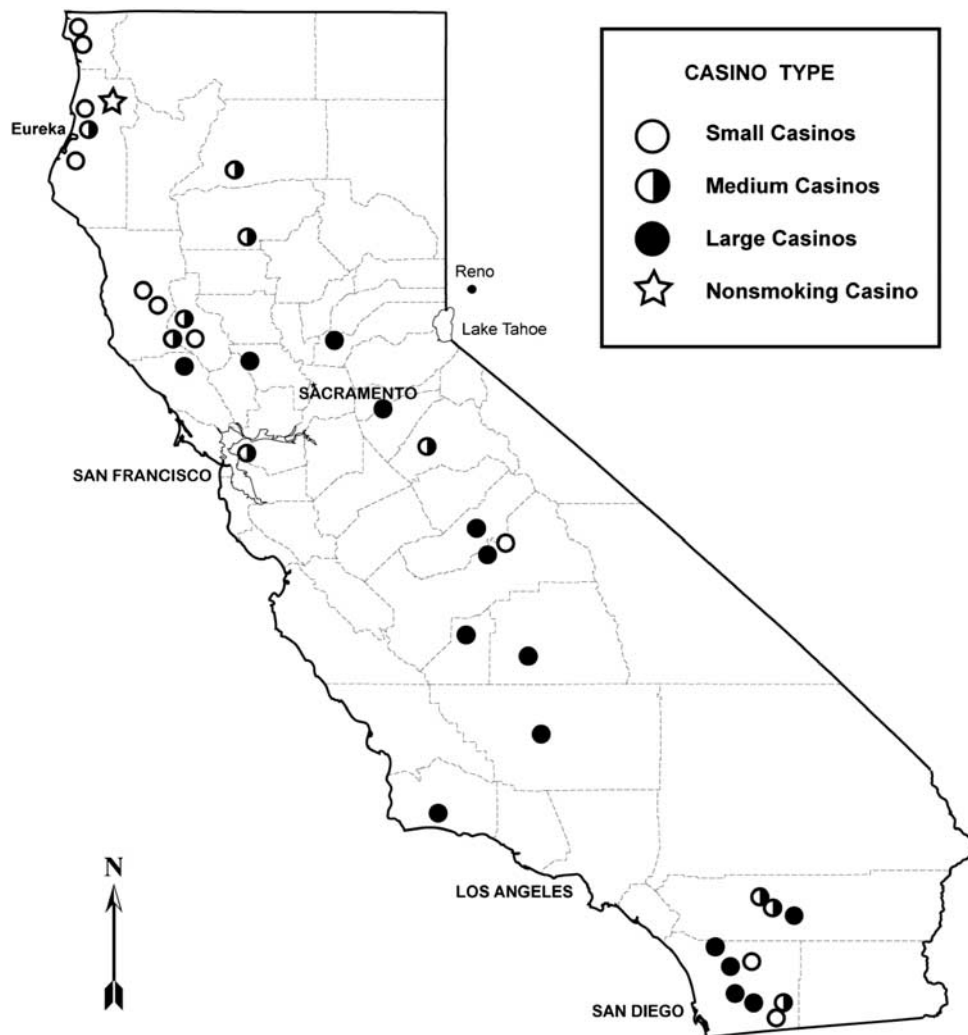 CASINO TYPE
Small Casinos
Medium Casinos
Large Casinos
Nonsmoking Casino
Eureka
Reno
Lake Tahoe
SACRAMENTO
SAN FRANCISCO
N
LOS ANGELES
SAN DIEGO